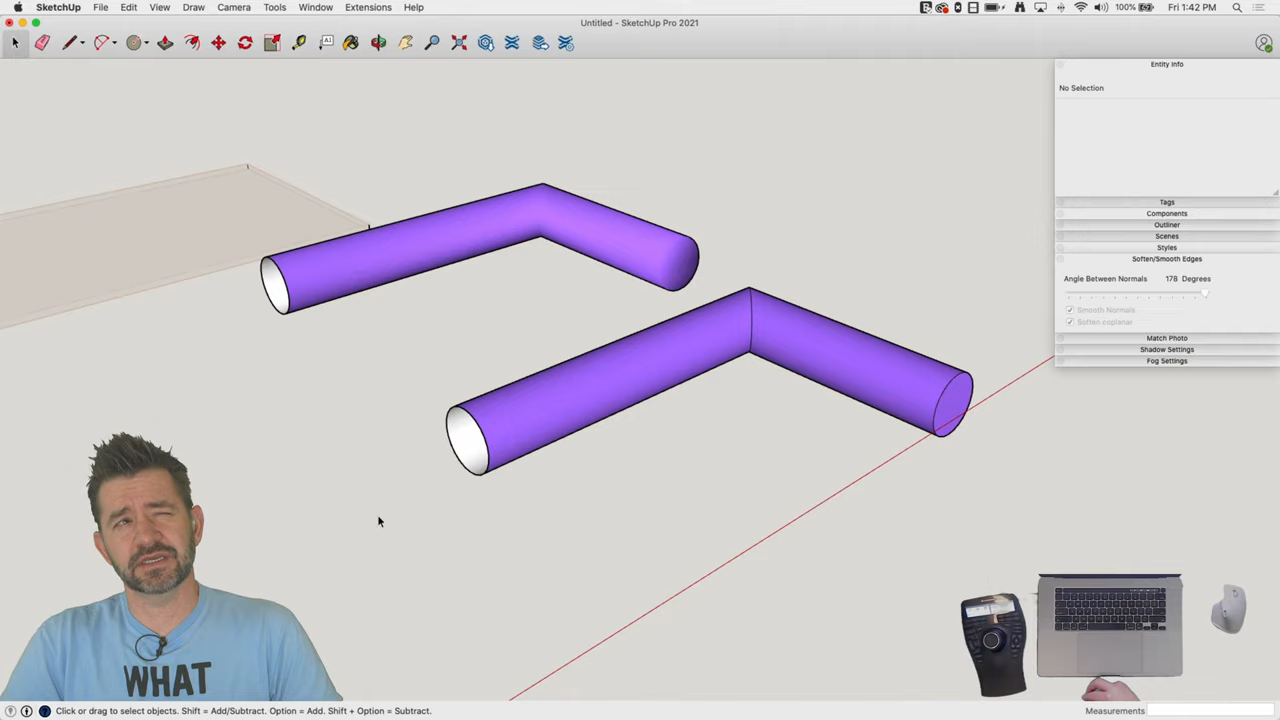 SketchUp File Edit View Draw Camera Tools Window Extensions Help
100% Fri 1:42 PM
Untitled - SketchUp Pro 2021
Entity Info
No Selection
Tags
Components
Outliner
Scenes
Styles
Soften/Smooth Edges
Angle Between Normals 178 Degrees
Smooth Normals
Soften coplanar
Match Photo
Shadow Settings
Fog Settings
WHAT
Click or drag to select objects. Shift = Add/Subtract. Option = Add. Shift + Option = Subtract.
Measurements